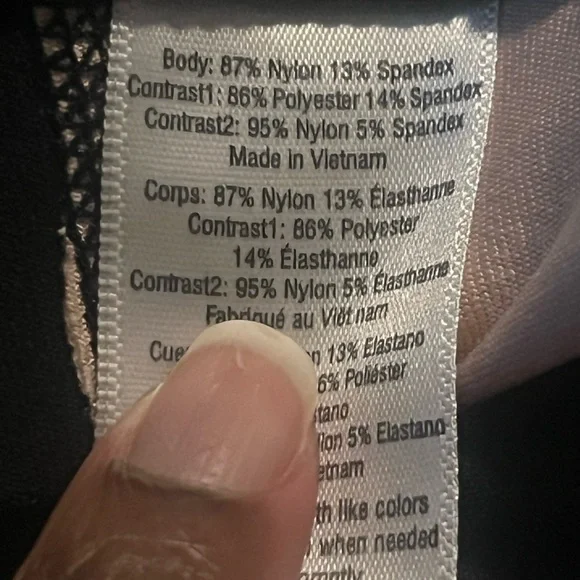 Body: 87% Nylon 13% Spandex
Contrast1: 86% Polyester 14% Spandex
Contrast2: 95% Nylon 5% Spandex
Made in Vietnam
Corps: 87% Nylon 13% Élasthanne
Contrast1: 86% Polyester
14% Élasthanne
Contrast2: 95% Nylon 5% Élasthanne
Fabriqué au Viêt nam
13% Elastano
Poliéster
5% Elastano
like colors
when needed